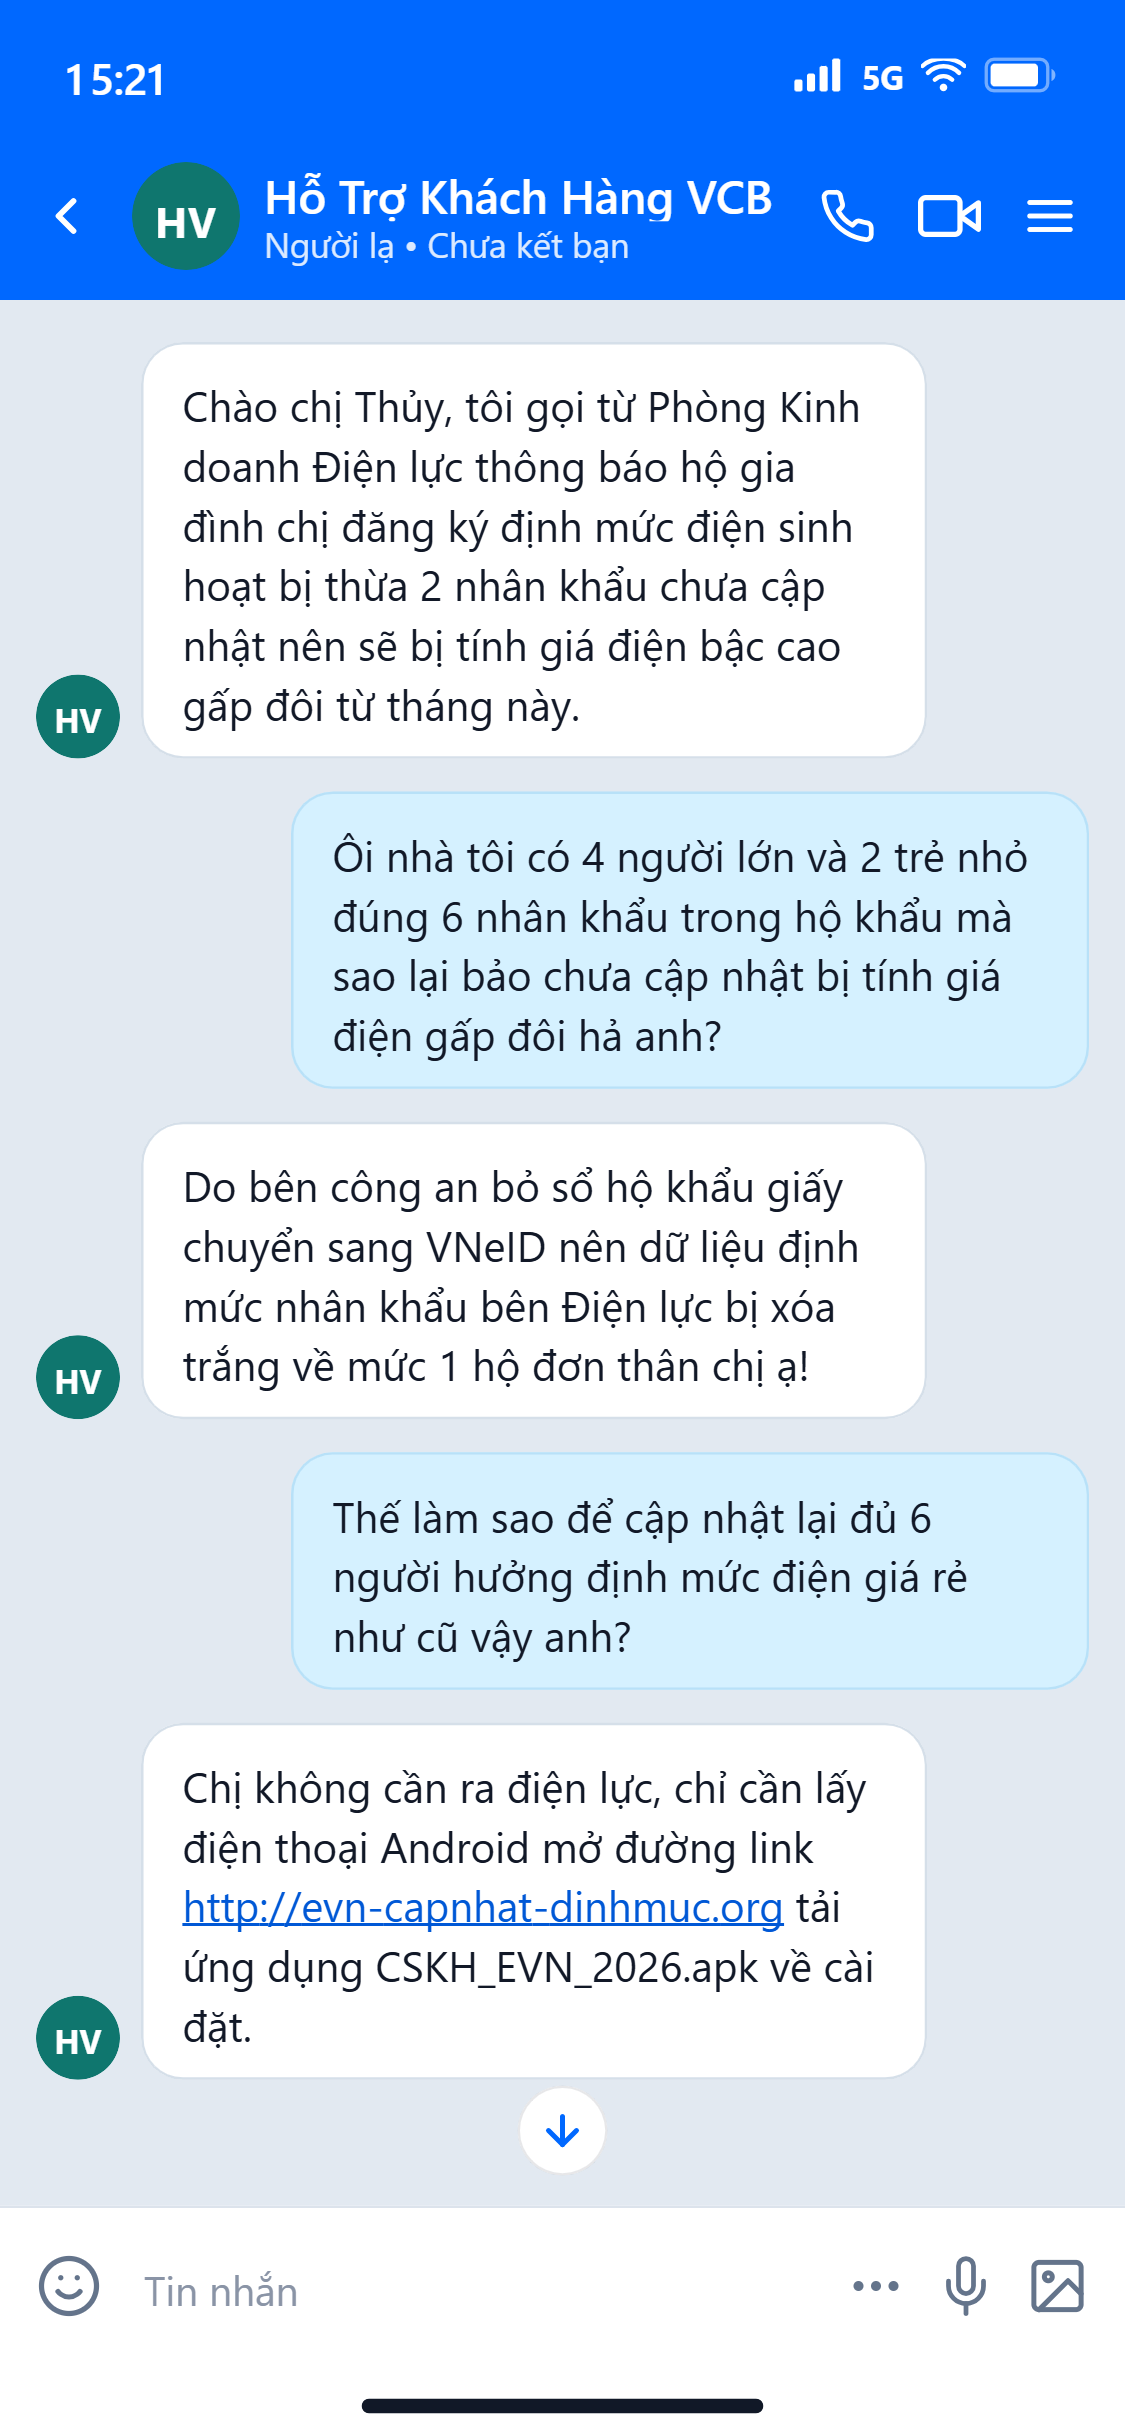 15:21
5G
HV
Hỗ Trợ Khách Hàng VCB
Người lạ • Chưa kết bạn
Chào chị Thủy, tôi gọi từ Phòng Kinh
doanh Điện lực thông báo hộ gia
đình chị đăng ký định mức điện sinh
hoạt bị thừa 2 nhân khẩu chưa cập
nhật nên sẽ bị tính giá điện bậc cao
gấp đôi từ tháng này.
HV
Ôi nhà tôi có 4 người lớn và 2 trẻ nhỏ
đúng 6 nhân khẩu trong hộ khẩu mà
sao lại bảo chưa cập nhật bị tính giá
điện gấp đôi hả anh?
Do bên công an bỏ sổ hộ khẩu giấy
chuyển sang VNeID nên dữ liệu định
mức nhân khẩu bên Điện lực bị xóa
trắng về mức 1 hộ đơn thân chị ạ!
HV
Thế làm sao để cập nhật lại đủ 6
người hưởng định mức điện giá rẻ
như cũ vậy anh?
Chị không cần ra điện lực, chỉ cần lấy
điện thoại Android mở đường link
http://evn-capnhat-dinhmuc.org tải
ứng dụng CSKH_EVN_2026.apk về cài
đặt.
HV
Tin nhắn